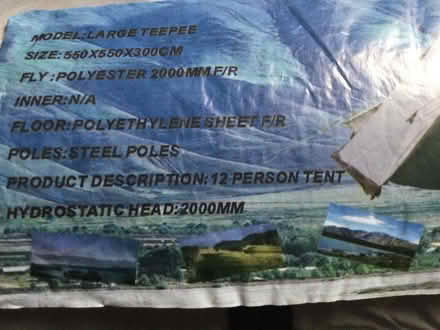 MODEL:LARGE TEEPEE
SIZE:550X550X300CM
FLY :POLYESTER 2000MM.F/R
INNER:N/A
FLOOR:POLYETHYLENE SHEET F/R
POLES:STEEL POLES
PRODUCT DESCRIPTION:12 PERSON TENT
HYDROSTATIC HEAD:2000MM